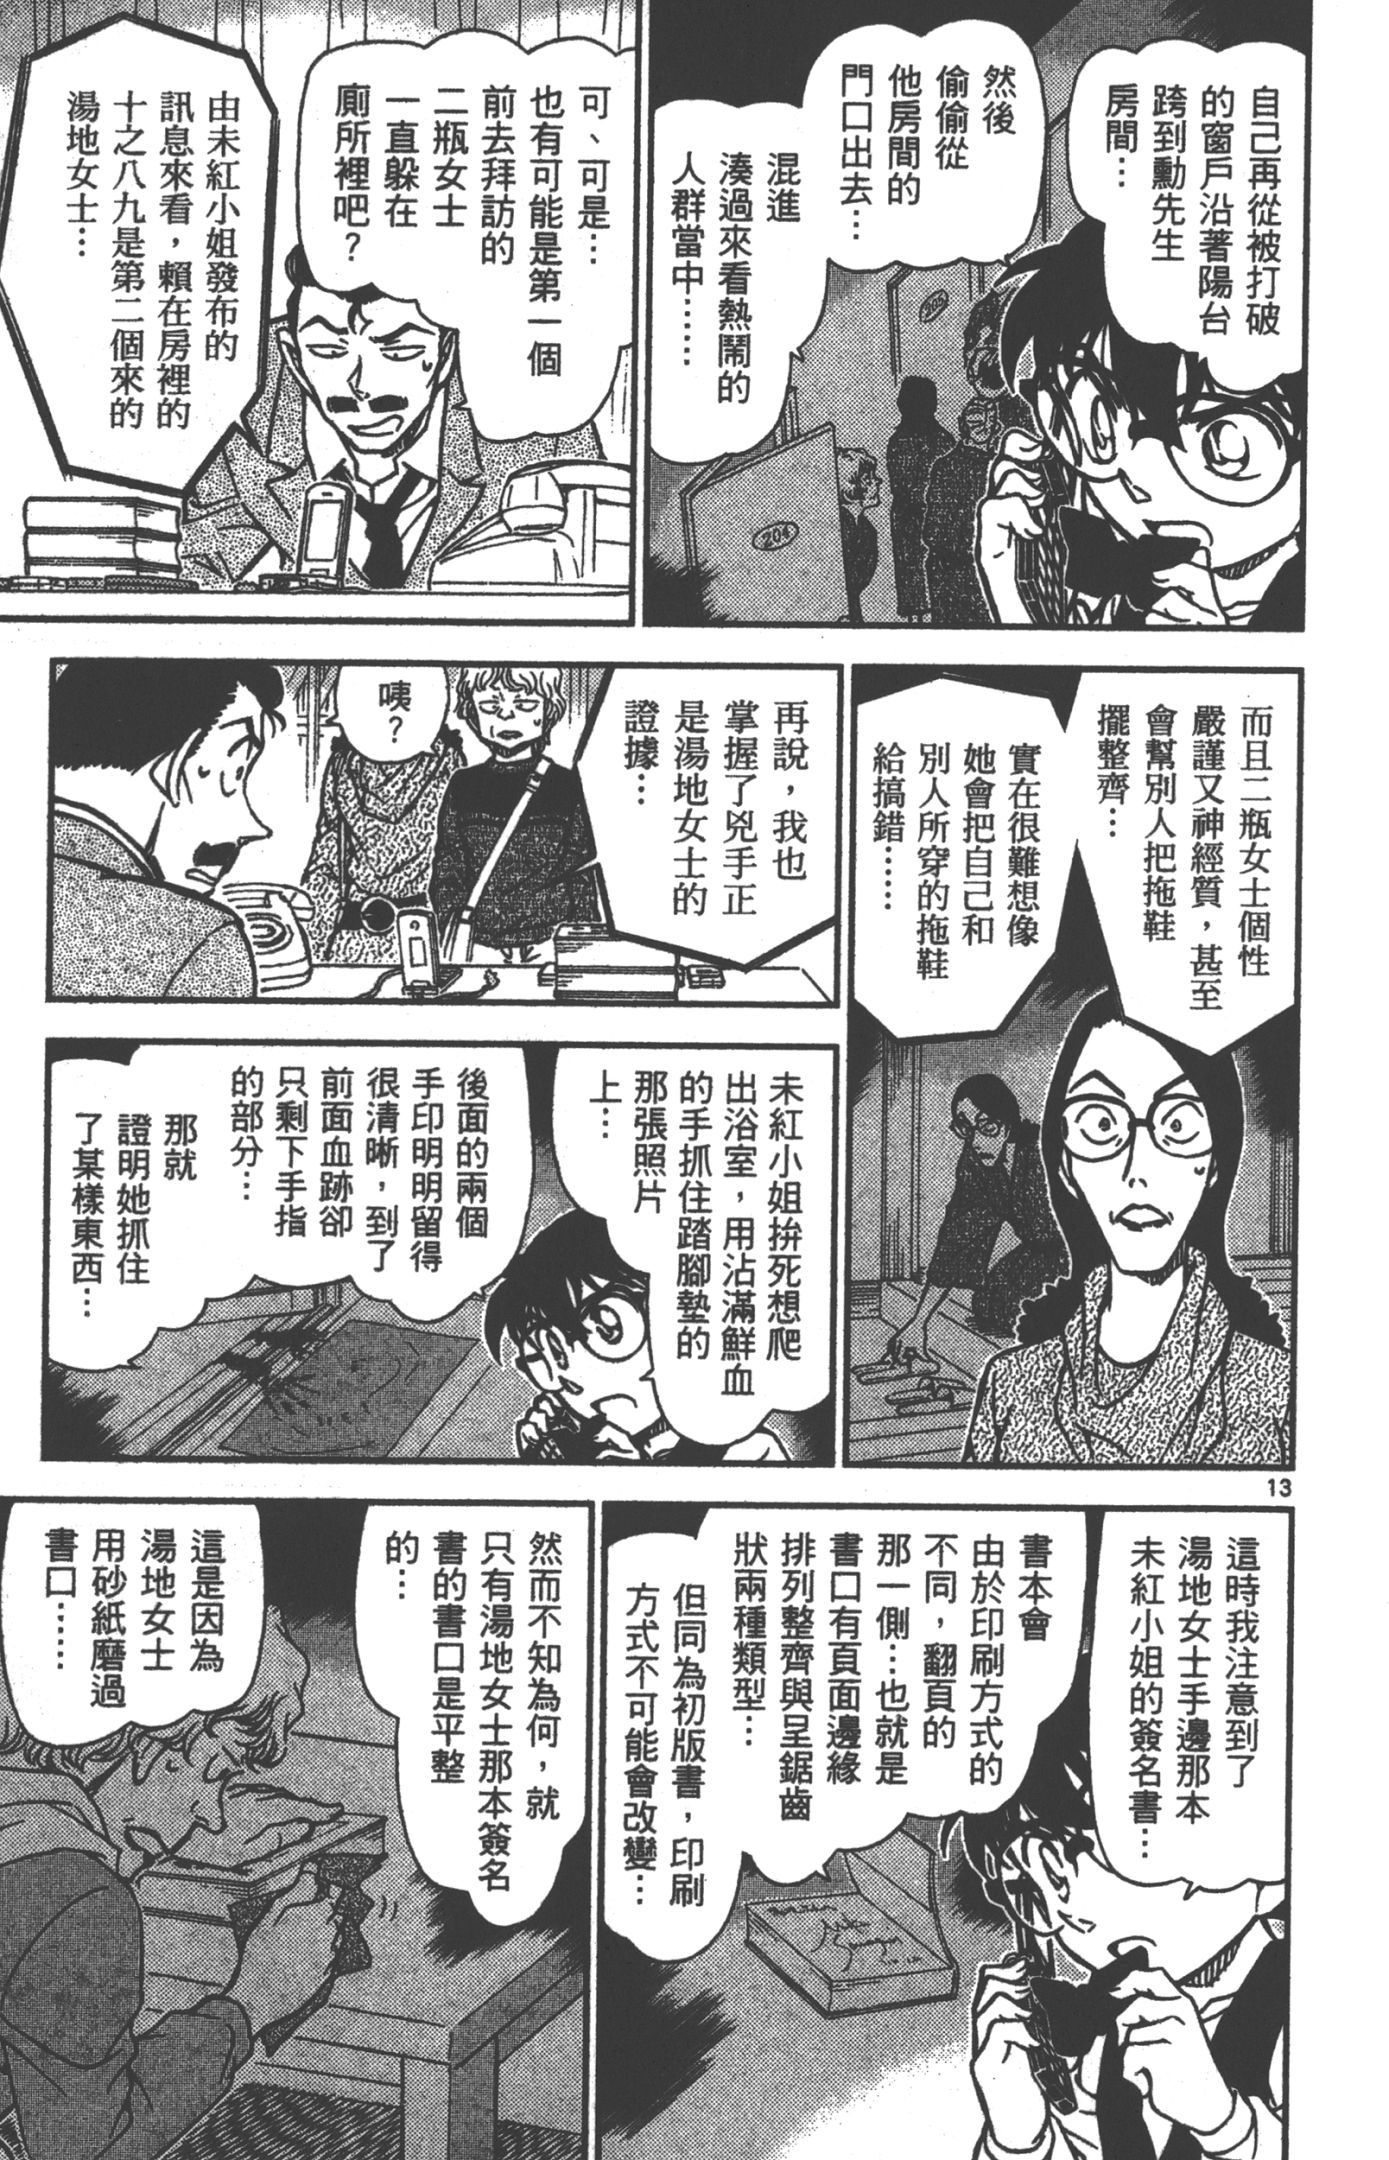 自己再從被打破
的窗戶沿著陽台
跨到勳先生
房間…
然後
偷偷從
他房間的
門口出去…
混進
湊過來看熱鬧的
人群當中……
205
204
可、可是…
也有可能是第一個
前去拜訪的
二瓶女士
一直躲在
廁所裡吧？
由未紅小姐發布的
訊息來看，賴在房裡的
十之八九是第二個來的
湯地女士…
而且二瓶女士個性
嚴謹又神經質，甚至
會幫別人把拖鞋
擺整齊…
實在很難想像
她會把自己和
別人所穿的拖鞋
給搞錯……
再說，我也
掌握了兇手正
是湯地女士的
證據…
咦？
未紅小姐拚死想爬
出浴室，用沾滿鮮血
的手抓住踏腳墊的
那張照片
上…
後面的兩個
手印明明留得
很清晰，到了
前面血跡卻
只剩下手指
的部分…
那就
證明她抓住
了某樣東西…
13
這時我注意到了
湯地女士手邊那本
未紅小姐的簽名書…
書本會
由於印刷方式的
不同，翻頁的
那一側…也就是
書口有頁面邊緣
排列整齊與呈鋸齒
狀兩種類型…
但同為初版書，印刷
方式不可能會改變…
然而不知為何，就
只有湯地女士那本簽名
書的書口是平整
的…
這是因為
湯地女士
用砂紙磨過
書口……